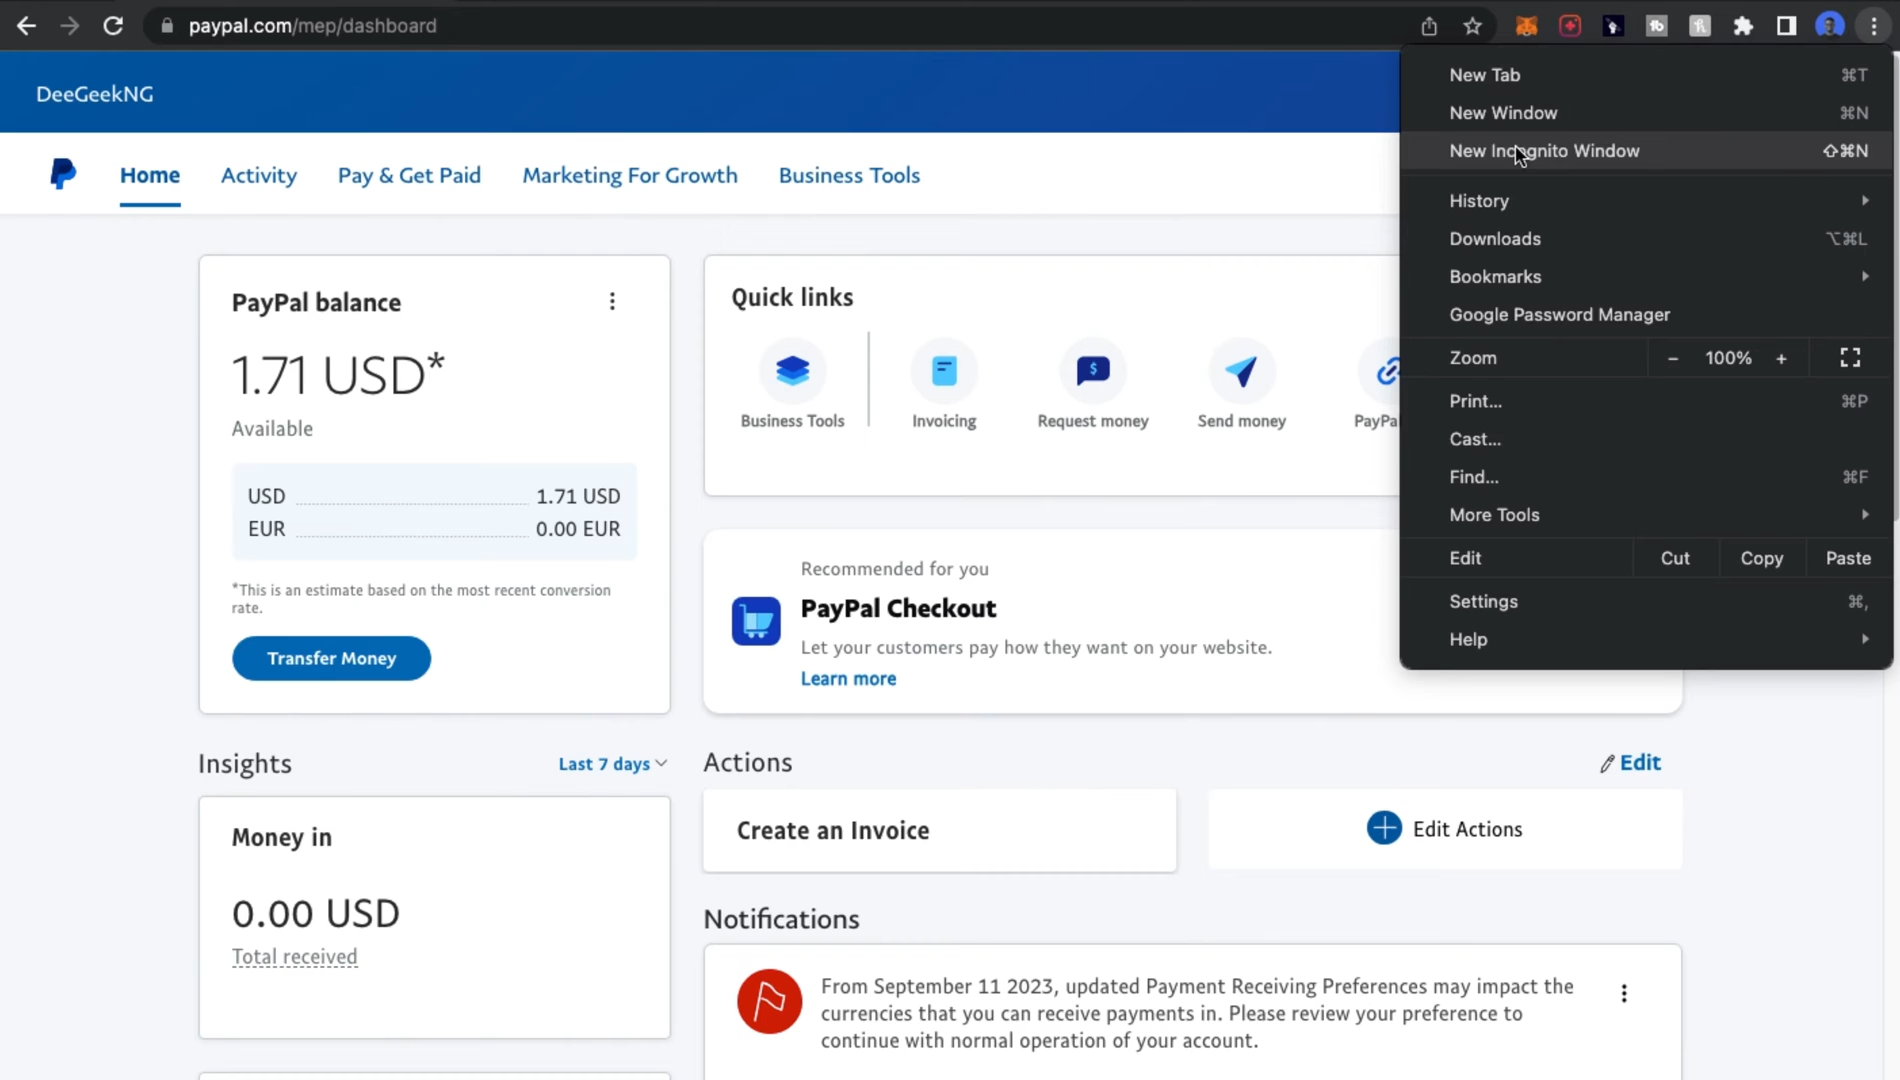 paypal.com/mep/dashboard
DeeGeekNG
Home
Activity
Pay & Get Paid
Marketing For Growth
Business Tools
PayPal balance
1.71 USD*
Available
USD 1.71 USD
EUR 0.00 EUR
*This is an estimate based on the most recent conversion
rate.
Transfer Money
Quick links
Business Tools
Invoicing
Request money
Send money
PayPal
Recommended for you
PayPal Checkout
Let your customers pay how they want on your website.
Learn more
New Tab ⌘T
New Window ⌘N
New Incognito Window ⇧⌘N
History
Downloads ⌥⌘L
Bookmarks
Google Password Manager
Zoom − 100% +
Print... ⌘P
Cast...
Find... ⌘F
More Tools
Edit Cut Copy Paste
Settings ⌘,
Help
Insights
Last 7 days
Money in
0.00 USD
Total received
Actions
Edit
Create an Invoice
Edit Actions
Notifications
From September 11 2023, updated Payment Receiving Preferences may impact the
currencies that you can receive payments in. Please review your preference to
continue with normal operation of your account.